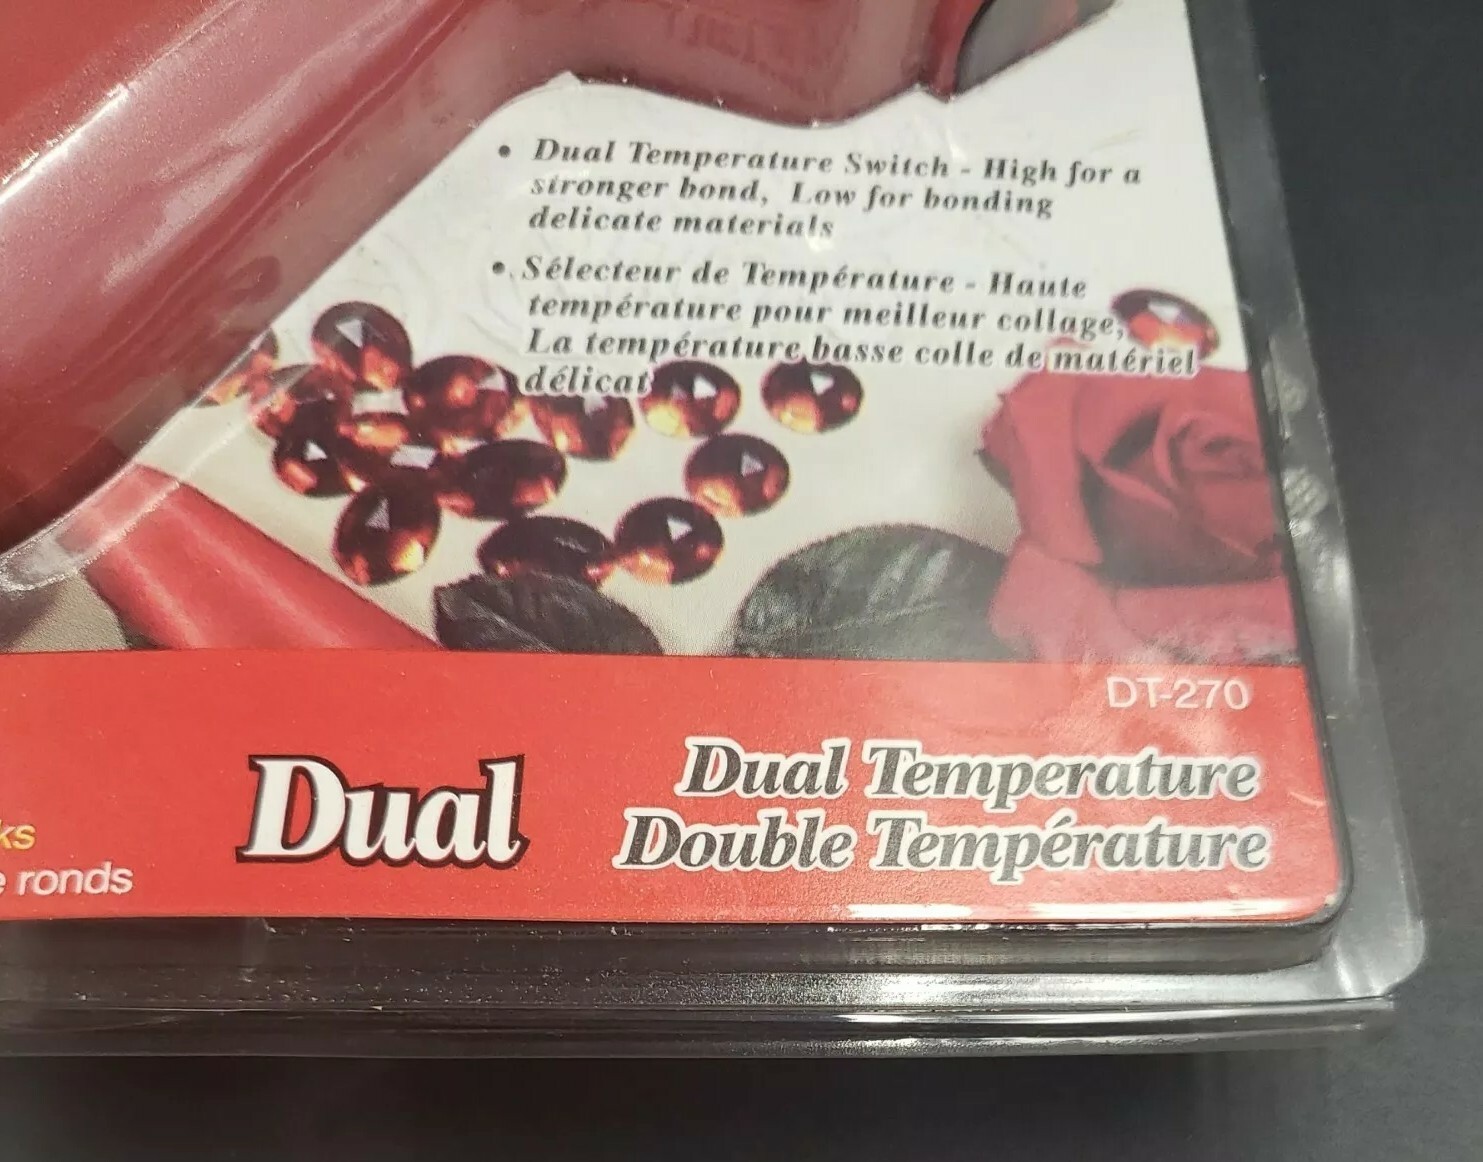 • Dual Temperature Switch - High for a
stronger bond, Low for bonding
delicate materials
• Sélecteur de Température - Haute
température pour meilleur collage,
La température basse colle de matériel
délicat
DT-270
Dual
Dual Temperature
Double Température
ks
e ronds